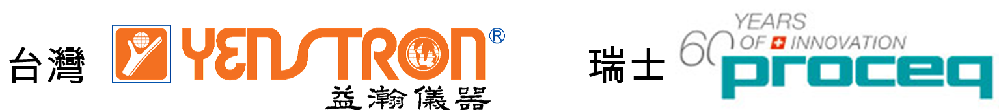 台灣
YENSTRON®
益瀚儀器
瑞士
60 YEARS
OF INNOVATION
proceq